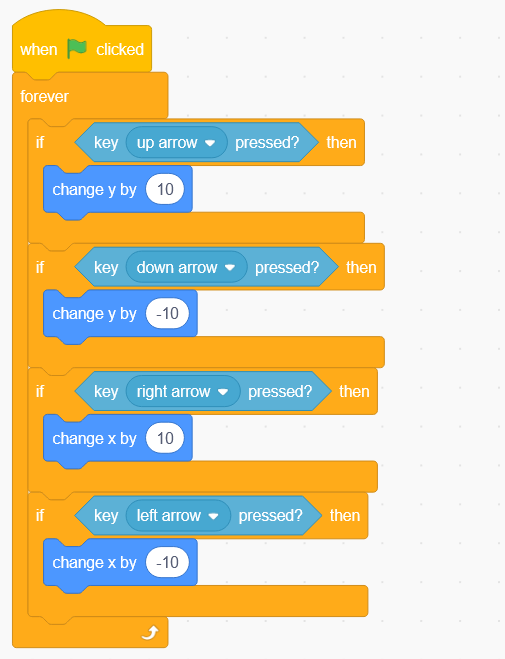 when clicked
forever
if key up arrow pressed? then
change y by 10
if key down arrow pressed? then
change y by -10
if key right arrow pressed? then
change x by 10
if key left arrow pressed? then
change x by -10